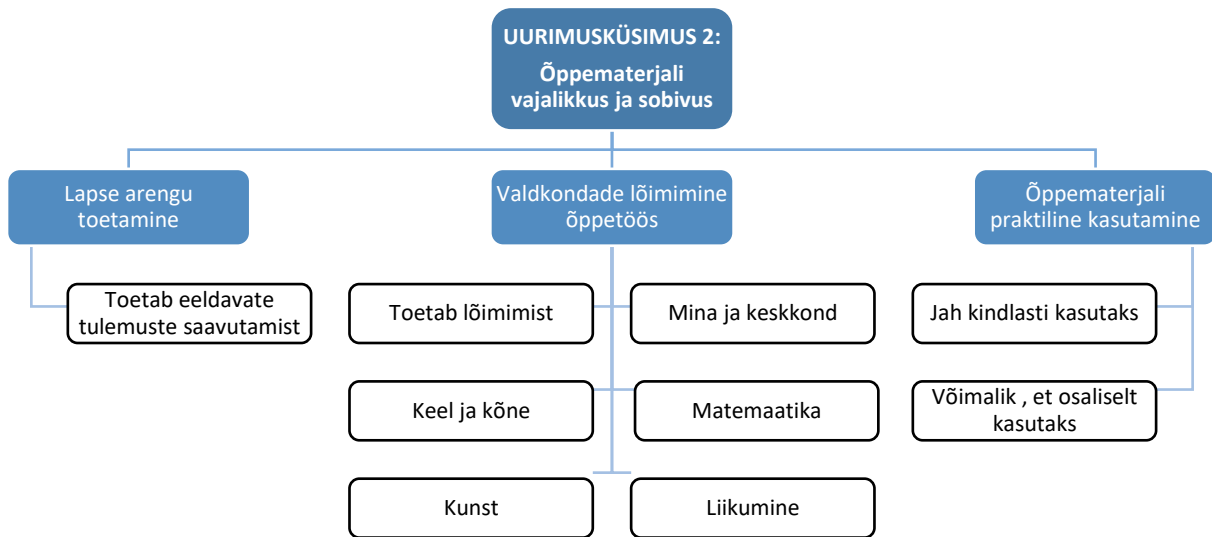 UURIMUSKÜSIMUS 2:
Õppematerjali
vajalikkus ja sobivus
Lapse arengu
toetamine
Valdkondade lõimimine
õppetöös
Õppematerjali
praktiline kasutamine
Toetab eeldavate
tulemuste saavutamist
Toetab lõimimist
Mina ja keskkond
Jah kindlasti kasutaks
Keel ja kõne
Matemaatika
Võimalik , et osaliselt
kasutaks
Kunst
Liikumine